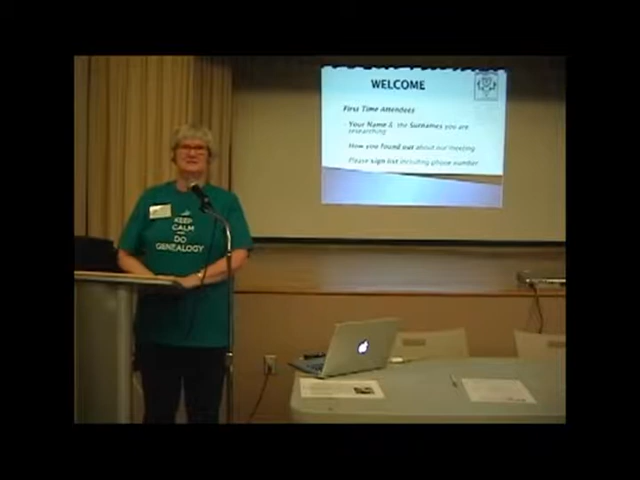 WELCOME
First Time Attendees
- Your Name & the Surnames you are
researching
How you found out about our meeting
Please sign list including phone number
KEEP
CALM
DO
GENEALOGY